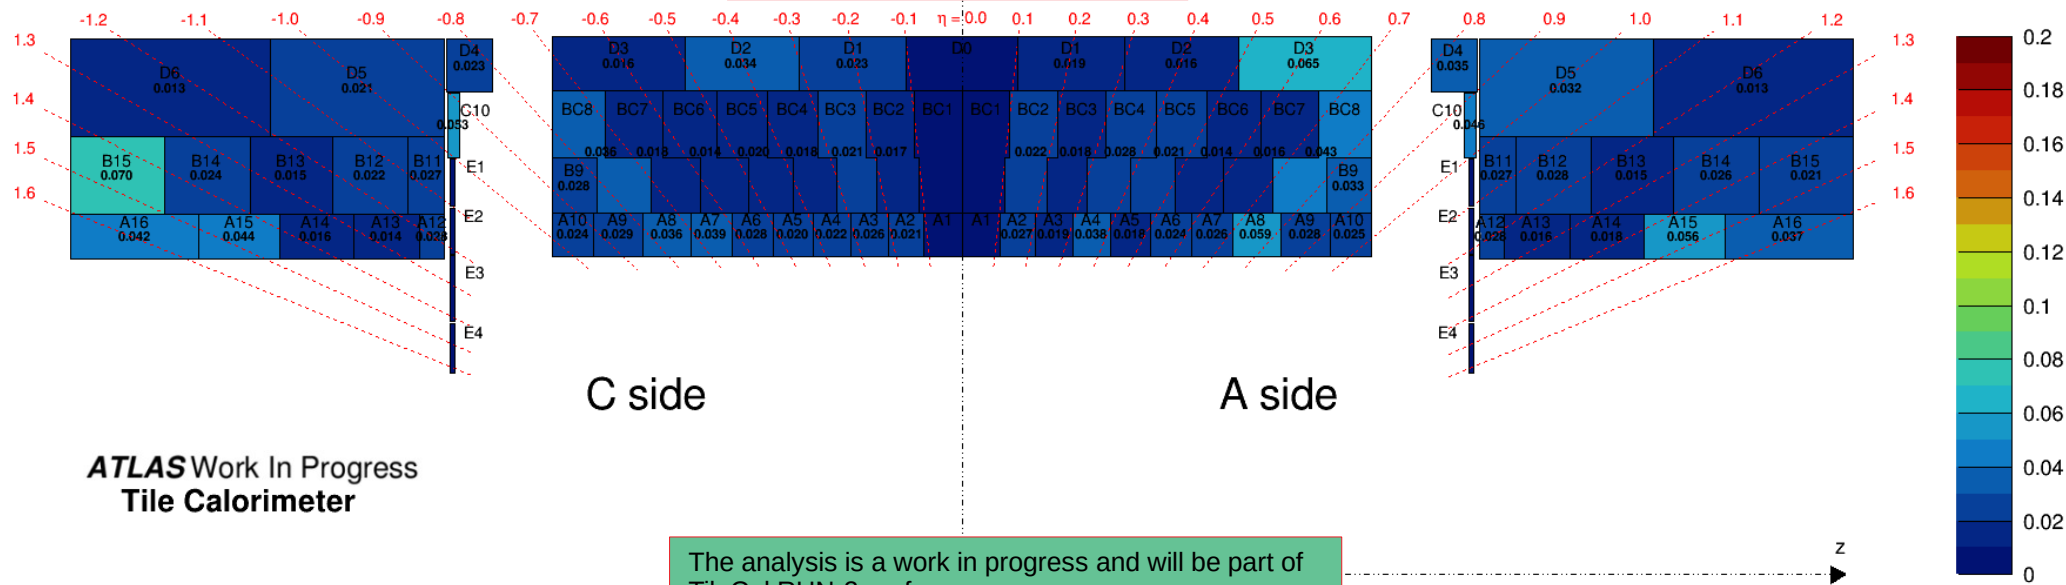 -1.2 -1.1 -1.0 -0.9 -0.8 -0.7 -0.6 -0.5 -0.4 -0.3 -0.2 -0.1 η = 0.0 0.1 0.2 0.3 0.4 0.5 0.6 0.7 0.8 0.9 1.0 1.1 1.2
1.3 1.3
D6 D5 D4 D3 D2 D1 D0 D1 D2 D3 D4 D5 D6
0.013 0.021 0.023 0.016 0.034 0.023 0.019 0.016 0.065 0.035 0.032 0.013
1.4 1.4
C10 BC8 BC7 BC6 BC5 BC4 BC3 BC2 BC1 BC1 BC2 BC3 BC4 BC5 BC6 BC7 BC8 C10
0.053 0.036 0.018 0.014 0.020 0.018 0.021 0.017 0.022 0.018 0.028 0.021 0.014 0.016 0.043 0.046
1.5 1.5
B15 B14 B13 B12 B11 E1 B9 B9 E1 B11 B12 B13 B14 B15
0.070 0.024 0.015 0.022 0.027 0.028 0.033 0.027 0.028 0.015 0.026 0.021
1.6 1.6
A16 A15 A14 A13 A12 E2 A10 A9 A8 A7 A6 A5 A4 A3 A2 A1 A1 A2 A3 A4 A5 A6 A7 A8 A9 A10 E2 A12 A13 A14 A15 A16
0.042 0.044 0.016 0.014 0.028 0.024 0.029 0.036 0.039 0.028 0.020 0.022 0.026 0.021 0.027 0.019 0.038 0.018 0.024 0.026 0.059 0.028 0.025 0.028 0.016 0.018 0.056 0.037
E3 E3
E4 E4
C side A side
ATLAS Work In Progress
Tile Calorimeter
The analysis is a work in progress and will be part of
z
0.2
0.18
0.16
0.14
0.12
0.1
0.08
0.06
0.04
0.02
0